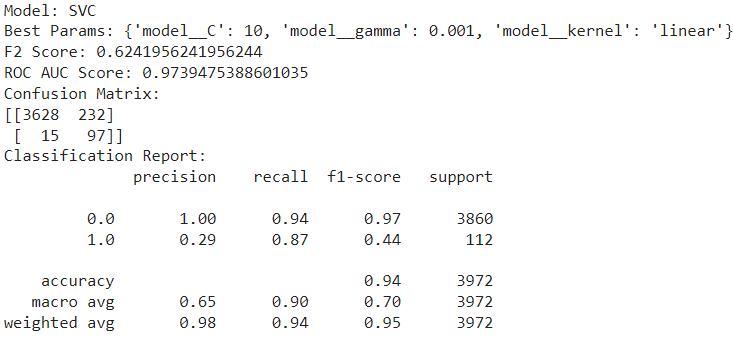 Model: SVC
Best Params: {'model__C': 10, 'model__gamma': 0.001, 'model__kernel': 'linear'}
F2 Score: 0.6241956241956244
ROC AUC Score: 0.9739475388601035
Confusion Matrix:
[[3628  232]
 [  15   97]]
Classification Report:
              precision    recall  f1-score   support

         0.0       1.00      0.94      0.97      3860
         1.0       0.29      0.87      0.44       112

    accuracy                           0.94      3972
   macro avg       0.65      0.90      0.70      3972
weighted avg       0.98      0.94      0.95      3972